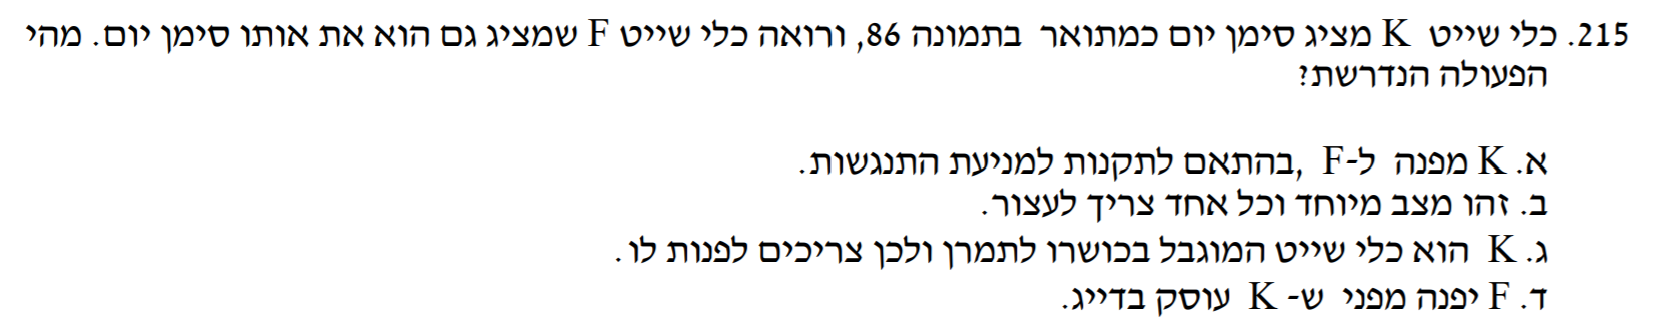 215. כלי שייט K מציג סימן יום כמתואר בתמונה 86, ורואה כלי שייט F שמציג גם הוא את אותו סימן יום. מהי
הפעולה הנדרשת?
א. K מפנה ל-F ,בהתאם לתקנות למניעת התנגשות.
ב. זהו מצב מיוחד וכל אחד צריך לעצור.
ג. K הוא כלי שייט המוגבל בכושרו לתמרן ולכן צריכים לפנות לו.
ד. F יפנה מפני ש- K עוסק בדייג.